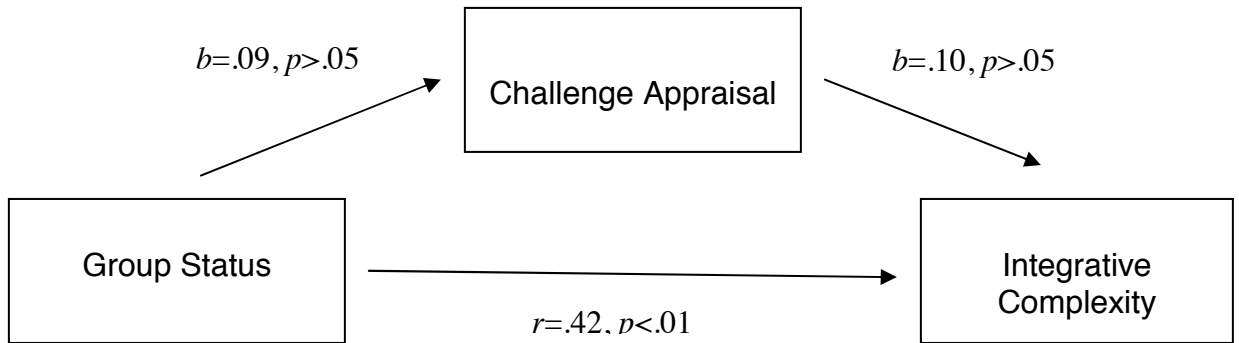 b=.09, p>.05
b=.10, p>.05
Challenge Appraisal
Group Status
Integrative
Complexity
r=.42, p<.01